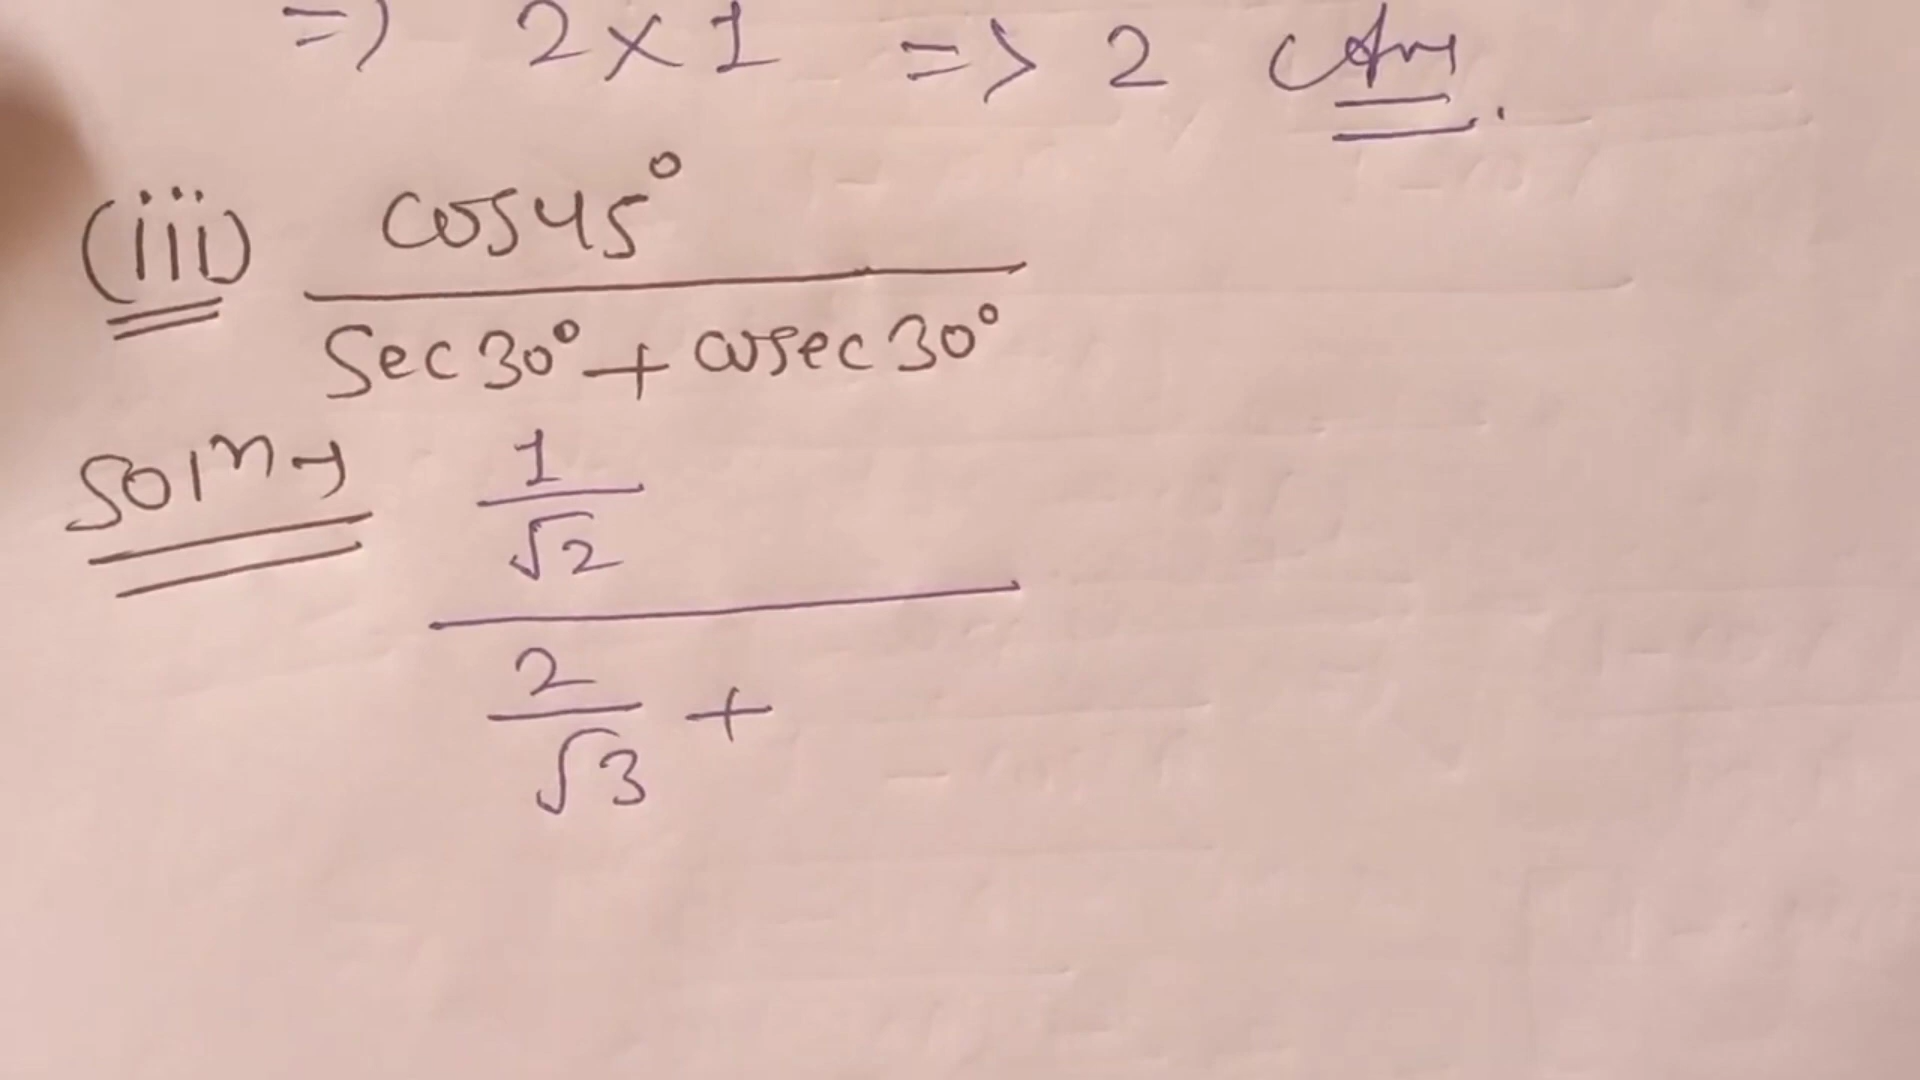 => 2 × 1 => 2 Ans.
(iii) cos45°
sec30° + cosec30°
Soln→ 1
√2
2 +
√3